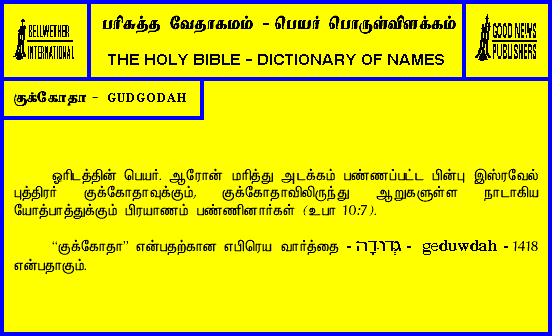 BELLWETHER
INTERNATIONAL
பரிசுத்த வேதாகமம் - பெயர் பொருள்விளக்கம்
THE HOLY BIBLE - DICTIONARY OF NAMES
GOOD NEWS
PUBLISHERS
குக்கோதா - GUDGODAH
ஓரிடத்தின் பெயர். ஆரோன் மரித்து அடக்கம் பண்ணப்பட்ட பின்பு இஸ்ரவேல்
புத்திரர் குக்கோதாவுக்கும், குக்கோதாவிலிருந்து ஆறுகளுள்ள நாடாகிய
யோத்பாத்துக்கும் பிரயாணம் பண்ணினார்கள் (உபா 10:7).
“குக்கோதா” என்பதற்கான எபிரெய வார்த்தை - גְּדוּדָה - geduwdah - 1418
என்பதாகும்.